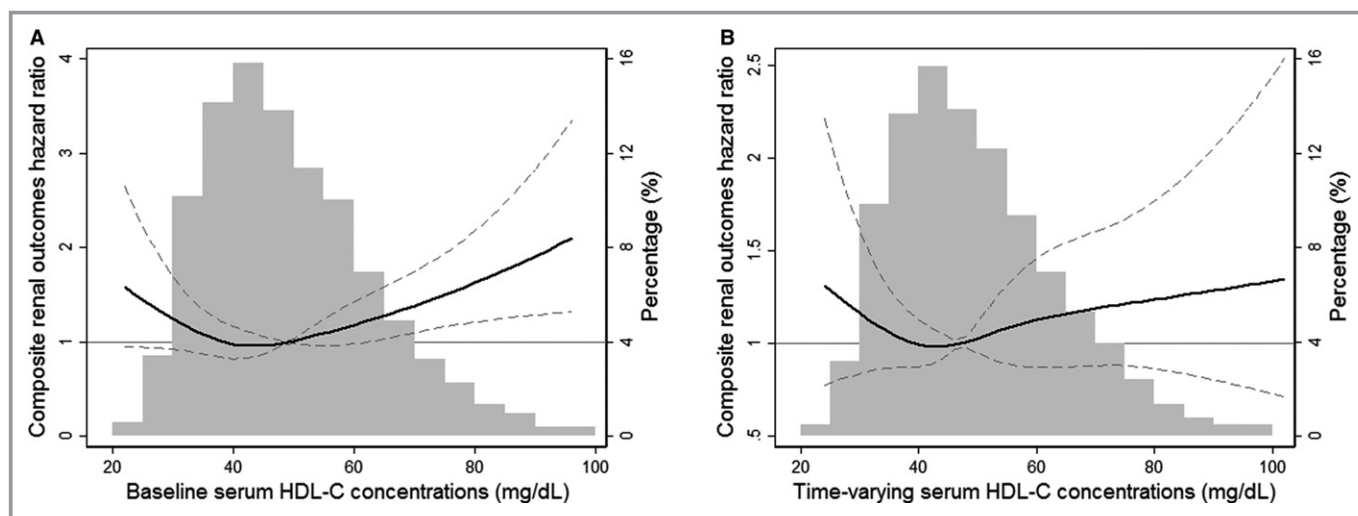 A
Composite renal outcomes hazard ratio
4
3
2
1
0
16
12
8
4
0
Percentage (%)
20 40 60 80 100
Baseline serum HDL-C concentrations (mg/dL)
B
Composite renal outcomes hazard ratio
2.5
2
1.5
1
.5
16
12
8
4
0
Percentage (%)
20 40 60 80 100
Time-varying serum HDL-C concentrations (mg/dL)